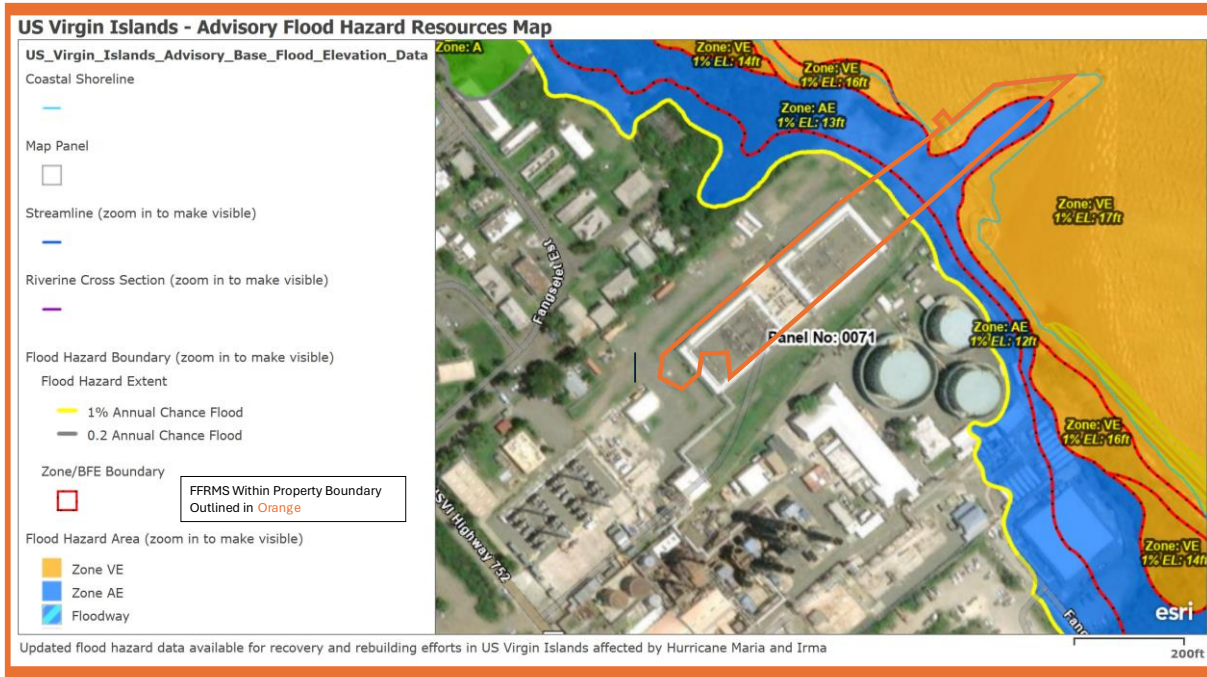 US Virgin Islands - Advisory Flood Hazard Resources Map
US_Virgin_Islands_Advisory_Base_Flood_Elevation_Data
Coastal Shoreline
Map Panel
Streamline (zoom in to make visible)
Riverine Cross Section (zoom in to make visible)
Flood Hazard Boundary (zoom in to make visible)
Flood Hazard Extent
1% Annual Chance Flood
0.2 Annual Chance Flood
Zone/BFE Boundary
FFRMS Within Property Boundary
Outlined in Orange
Flood Hazard Area (zoom in to make visible)
Zone VE
Zone AE
Floodway
Zone: A
Zone: VE
1% EL: 14ft
Zone: VE
1% EL: 16ft
Zone: AE
1% EL: 13ft
Zone: VE
1% EL: 17ft
Fangselet Est
Panel No: 0071
Zone: AE
1% EL: 12ft
Zone: VE
1% EL: 16ft
USVI Highway 752
Zone: VE
1% EL: 14ft
Fang
esri
Updated flood hazard data available for recovery and rebuilding efforts in US Virgin Islands affected by Hurricane Maria and Irma
200ft